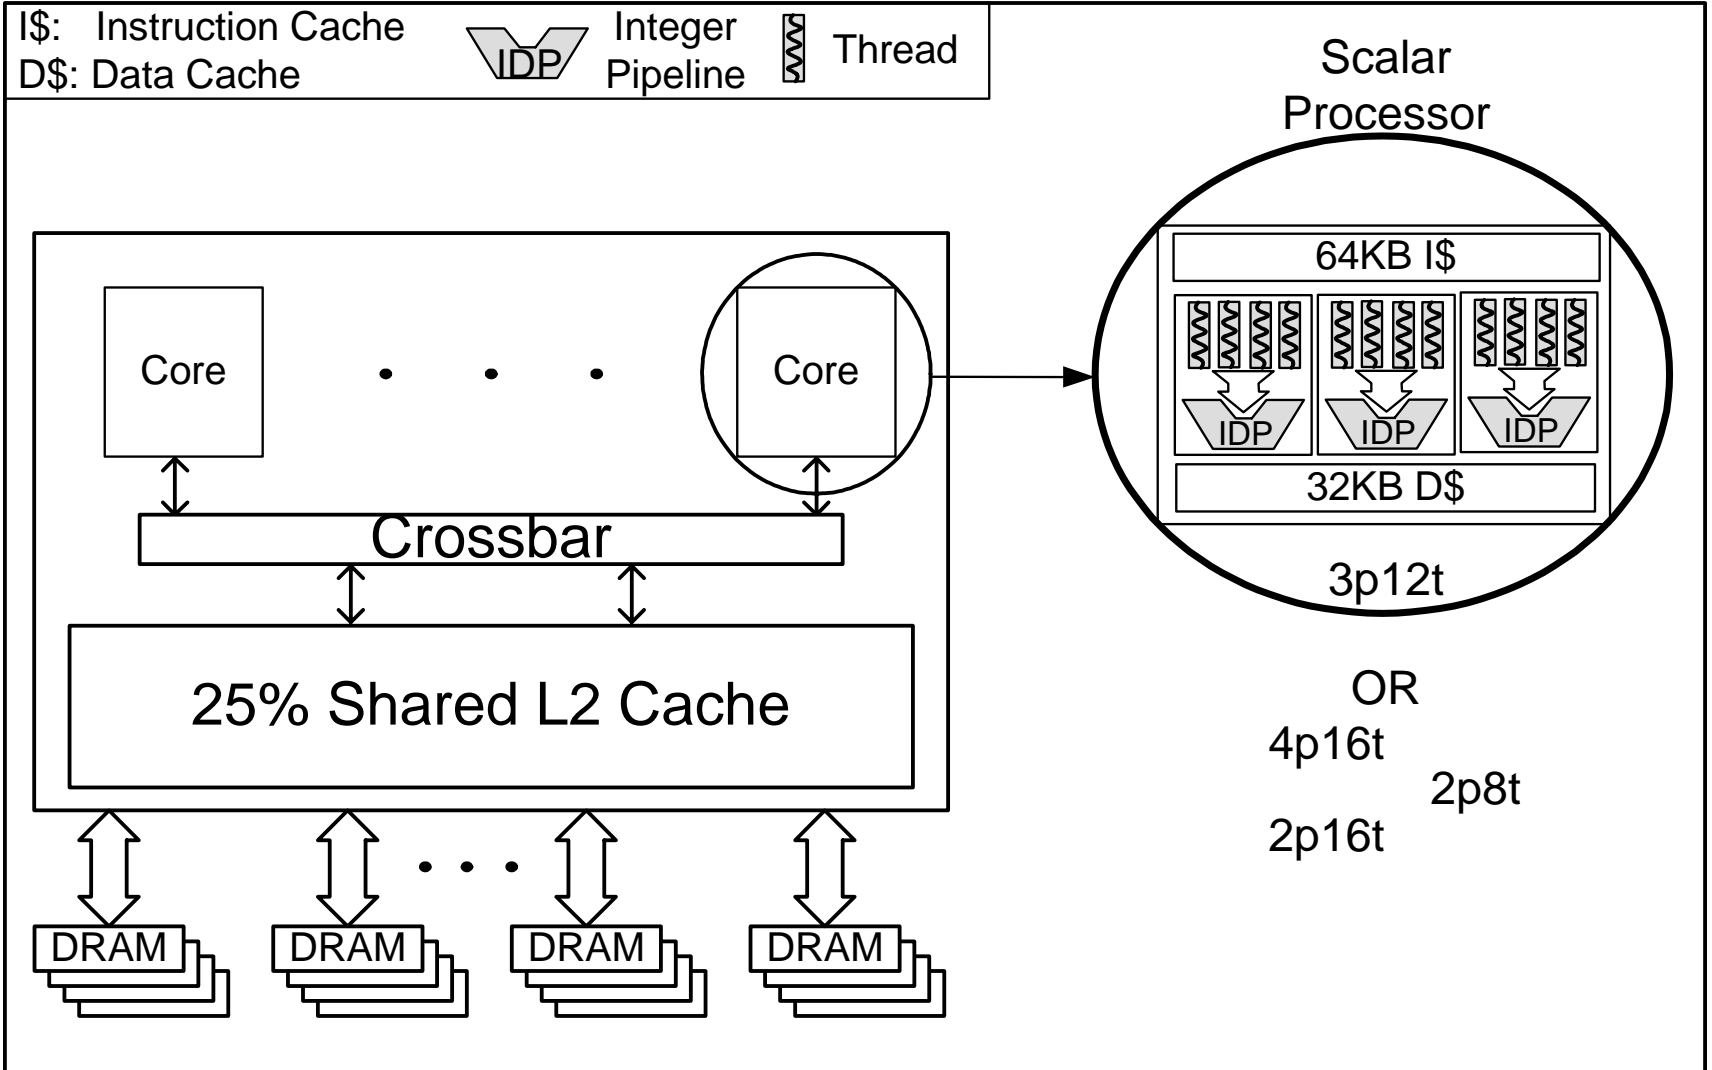 I$: Instruction Cache
D$: Data Cache
IDP
Integer
Pipeline
Thread
Scalar
Processor
64KB I$
IDP IDP IDP
32KB D$
3p12t
Core . . . Core
Crossbar
25% Shared L2 Cache
. . .
DRAM DRAM DRAM DRAM
OR
4p16t
2p8t
2p16t